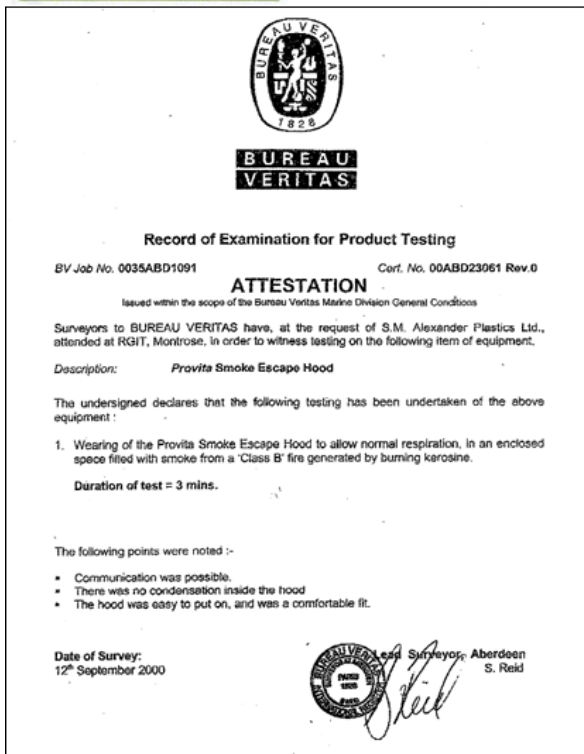 BUREAU VERITAS
1828
BUREAU
VERITAS
Record of Examination for Product Testing
BV Job No. 0035ABD1091 Cert. No. 00ABD23061 Rev.0
ATTESTATION
Issued within the scope of the Bureau Veritas Marine Division General Conditions
Surveyors to BUREAU VERITAS have, at the request of S.M. Alexander Plastics Ltd.,
attended at RGIT, Montrose, in order to witness testing on the following item of equipment.
Description: Provita Smoke Escape Hood
The undersigned declares that the following testing has been undertaken of the above
equipment :
1. Wearing of the Provita Smoke Escape Hood to allow normal respiration, in an enclosed
space filled with smoke from a 'Class B' fire generated by burning kerosine.
Duration of test = 3 mins.
The following points were noted :-
• Communication was possible.
• There was no condensation inside the hood
• The hood was easy to put on, and was a comfortable fit.
Date of Survey: Lead Surveyor, Aberdeen
12th September 2000 S. Reid
BUREAU VERITAS
PARIS
1828
S Reid